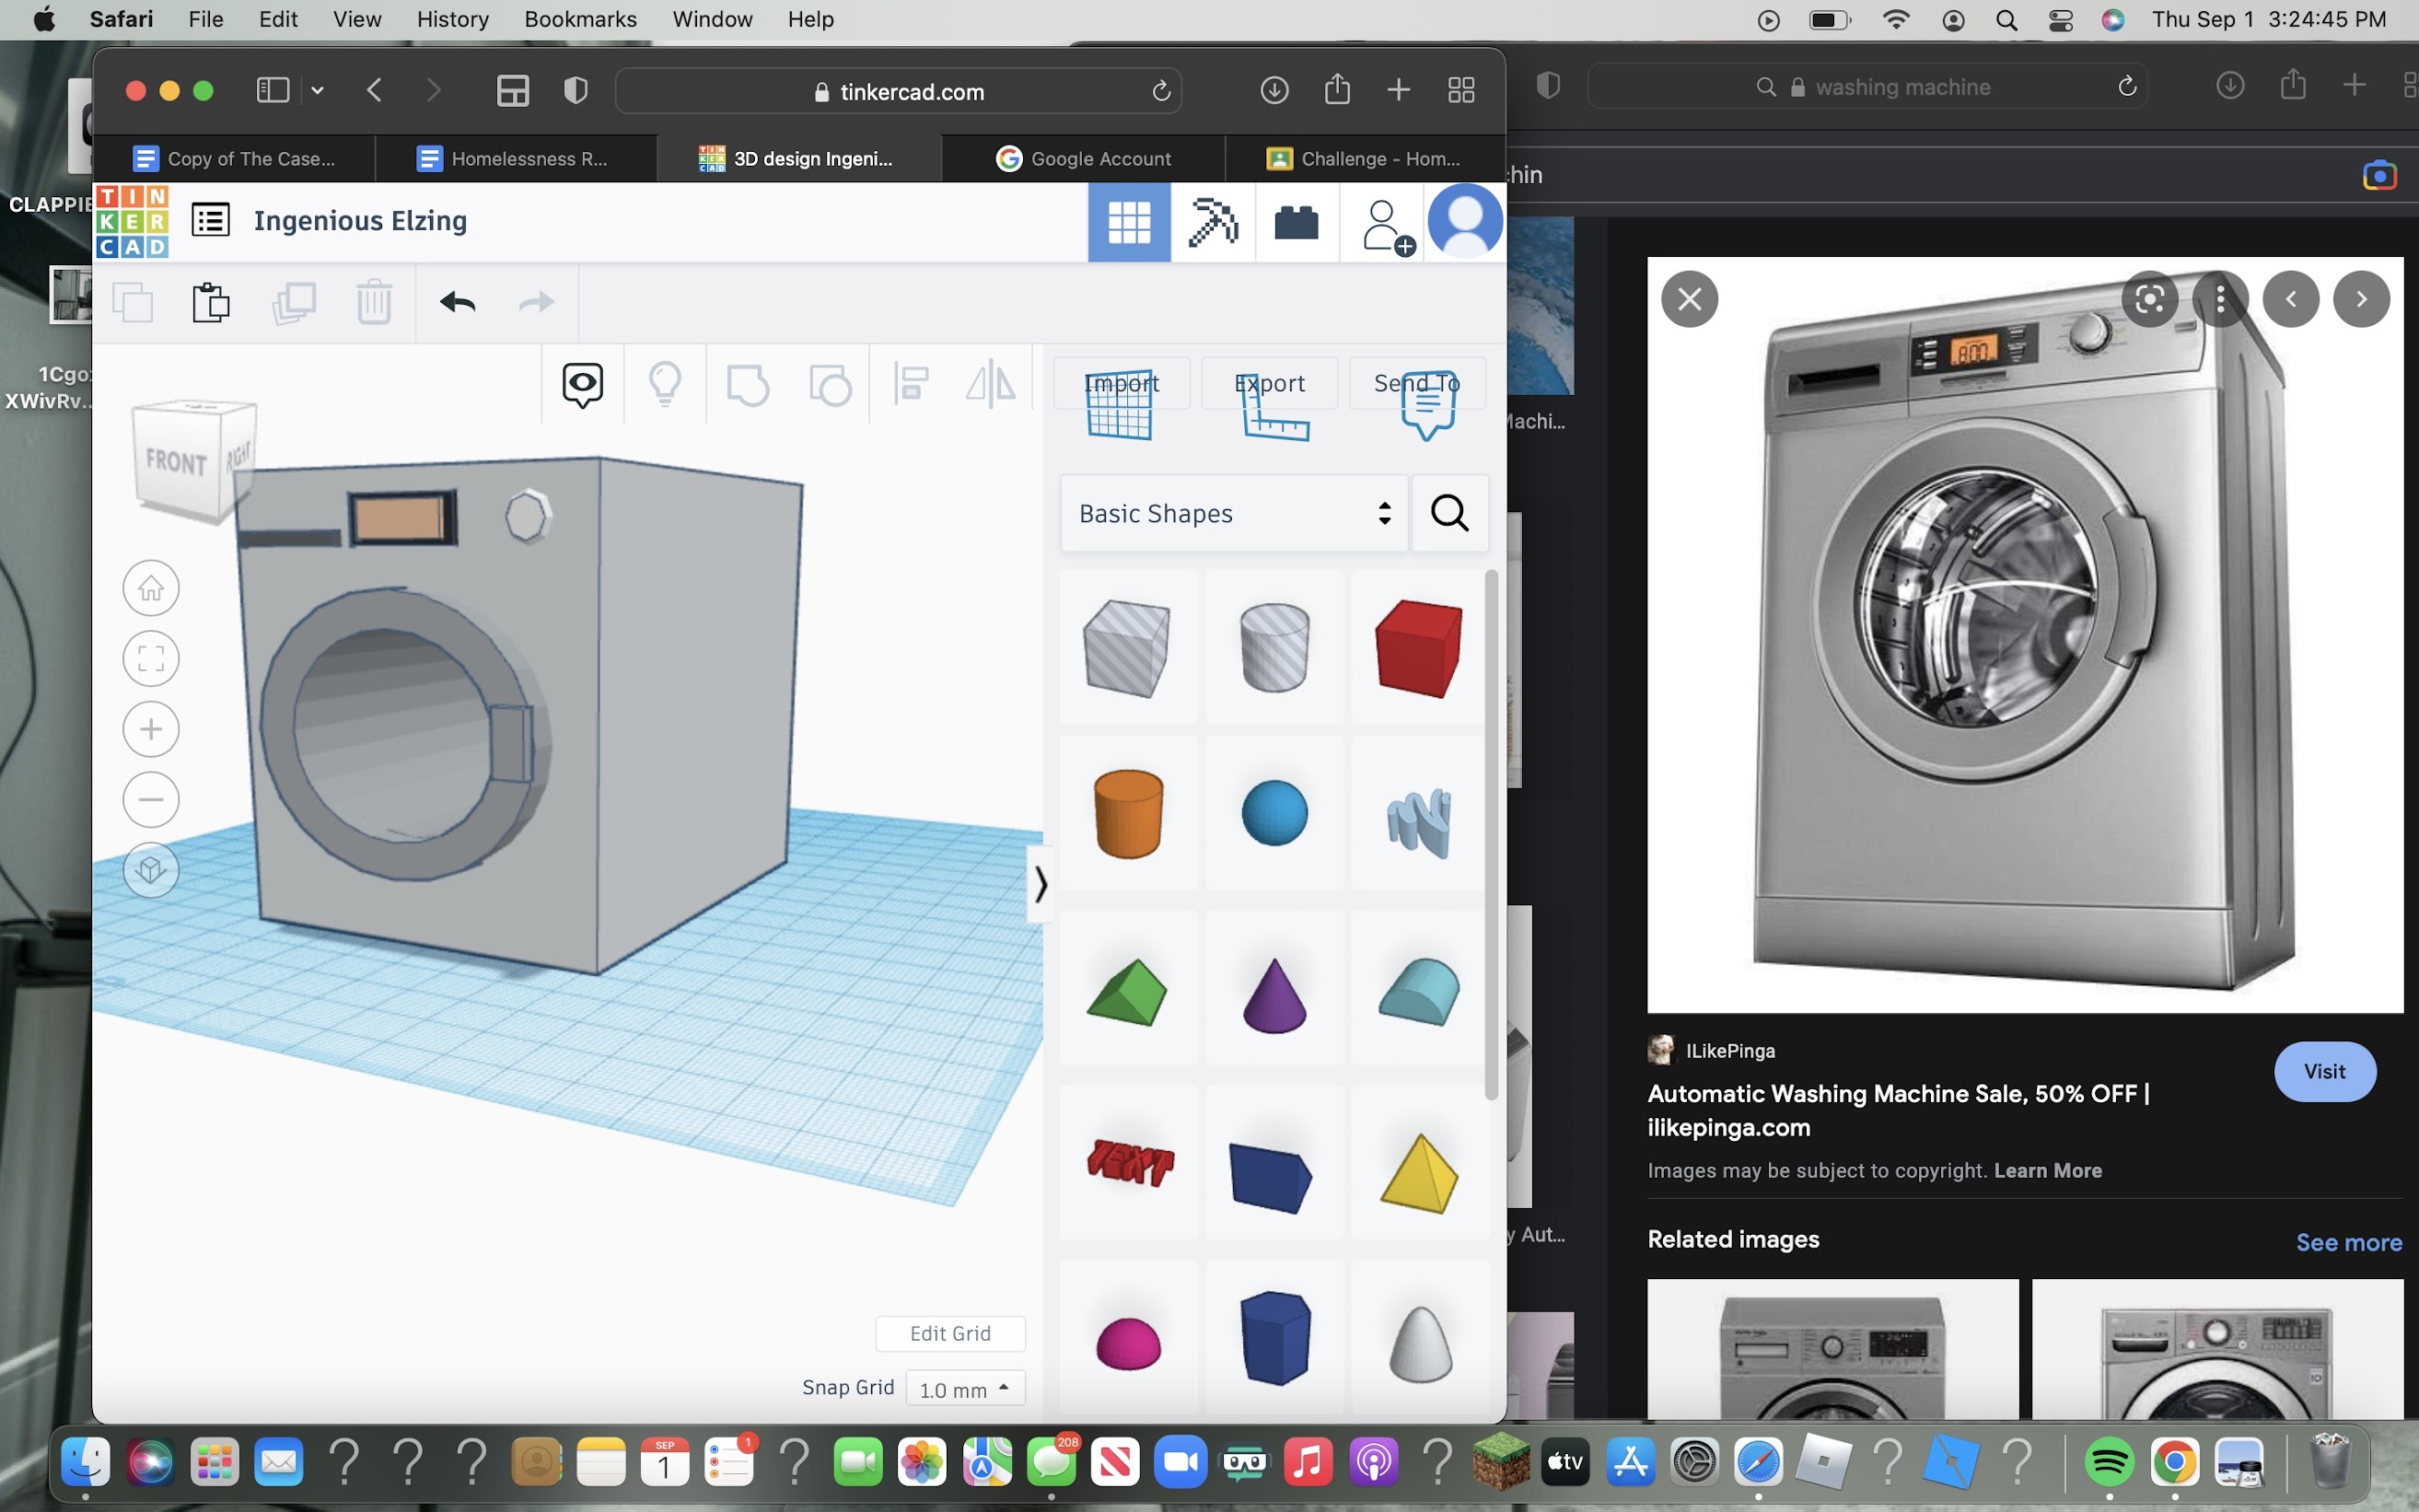 Safari File Edit View History Bookmarks Window Help
Thu Sep 1 3:24:45 PM
tinkercad.com
washing machine
Copy of The Case...
Homelessness R...
3D design Ingeni...
Google Account
Challenge - Hom...
chin
CLAPPIE
TIN
KER
CAD
Ingenious Elzing
1Cgo
XWivRv...
Import
Export
Send To
FRONT
RIGHT
Basic Shapes
TEXT
Edit Grid
Snap Grid
1.0 mm
Machi...
y Aut...
800
ILikePinga
Automatic Washing Machine Sale, 50% OFF |
ilikepinga.com
Visit
Images may be subject to copyright. Learn More
Related images
See more
SEP
1
1
208
tv